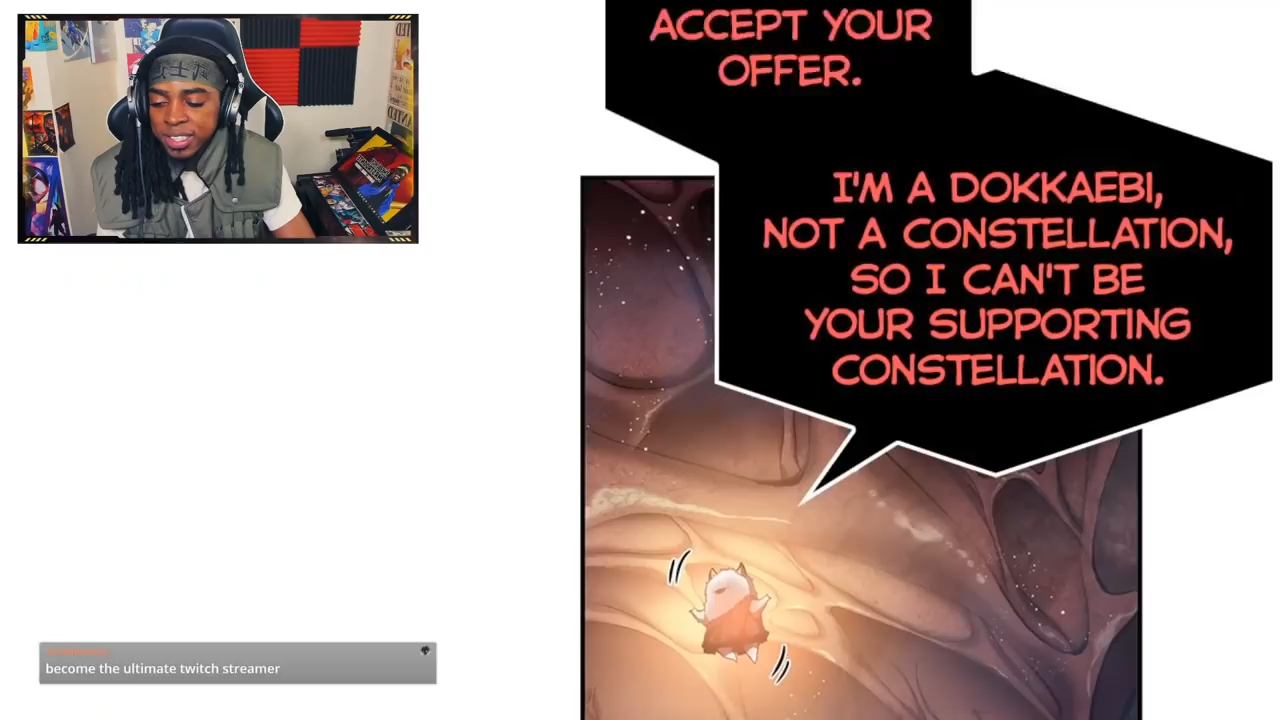 ACCEPT YOUR
OFFER.
I'M A DOKKAEBI,
NOT A CONSTELLATION,
SO I CAN'T BE
YOUR SUPPORTING
CONSTELLATION.
become the ultimate twitch streamer